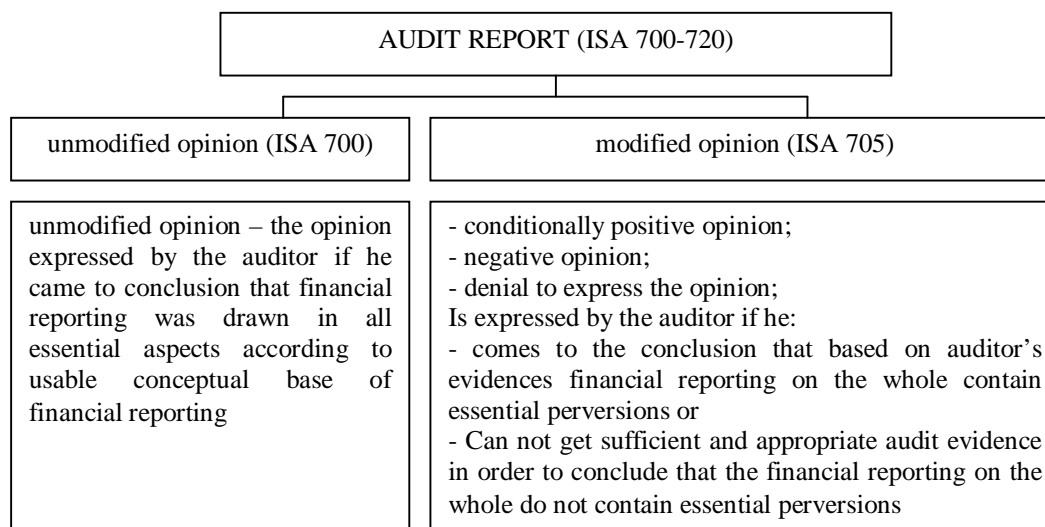 AUDIT REPORT (ISA 700-720)
unmodified opinion (ISA 700)
modified opinion (ISA 705)
unmodified opinion – the opinion
expressed by the auditor if he
came to conclusion that financial
reporting was drawn in all
essential aspects according to
usable conceptual base of
financial reporting
- conditionally positive opinion;
- negative opinion;
- denial to express the opinion;
Is expressed by the auditor if he:
- comes to the conclusion that based on auditor's
evidences financial reporting on the whole contain
essential perversions or
- Can not get sufficient and appropriate audit evidence
in order to conclude that the financial reporting on the
whole do not contain essential perversions